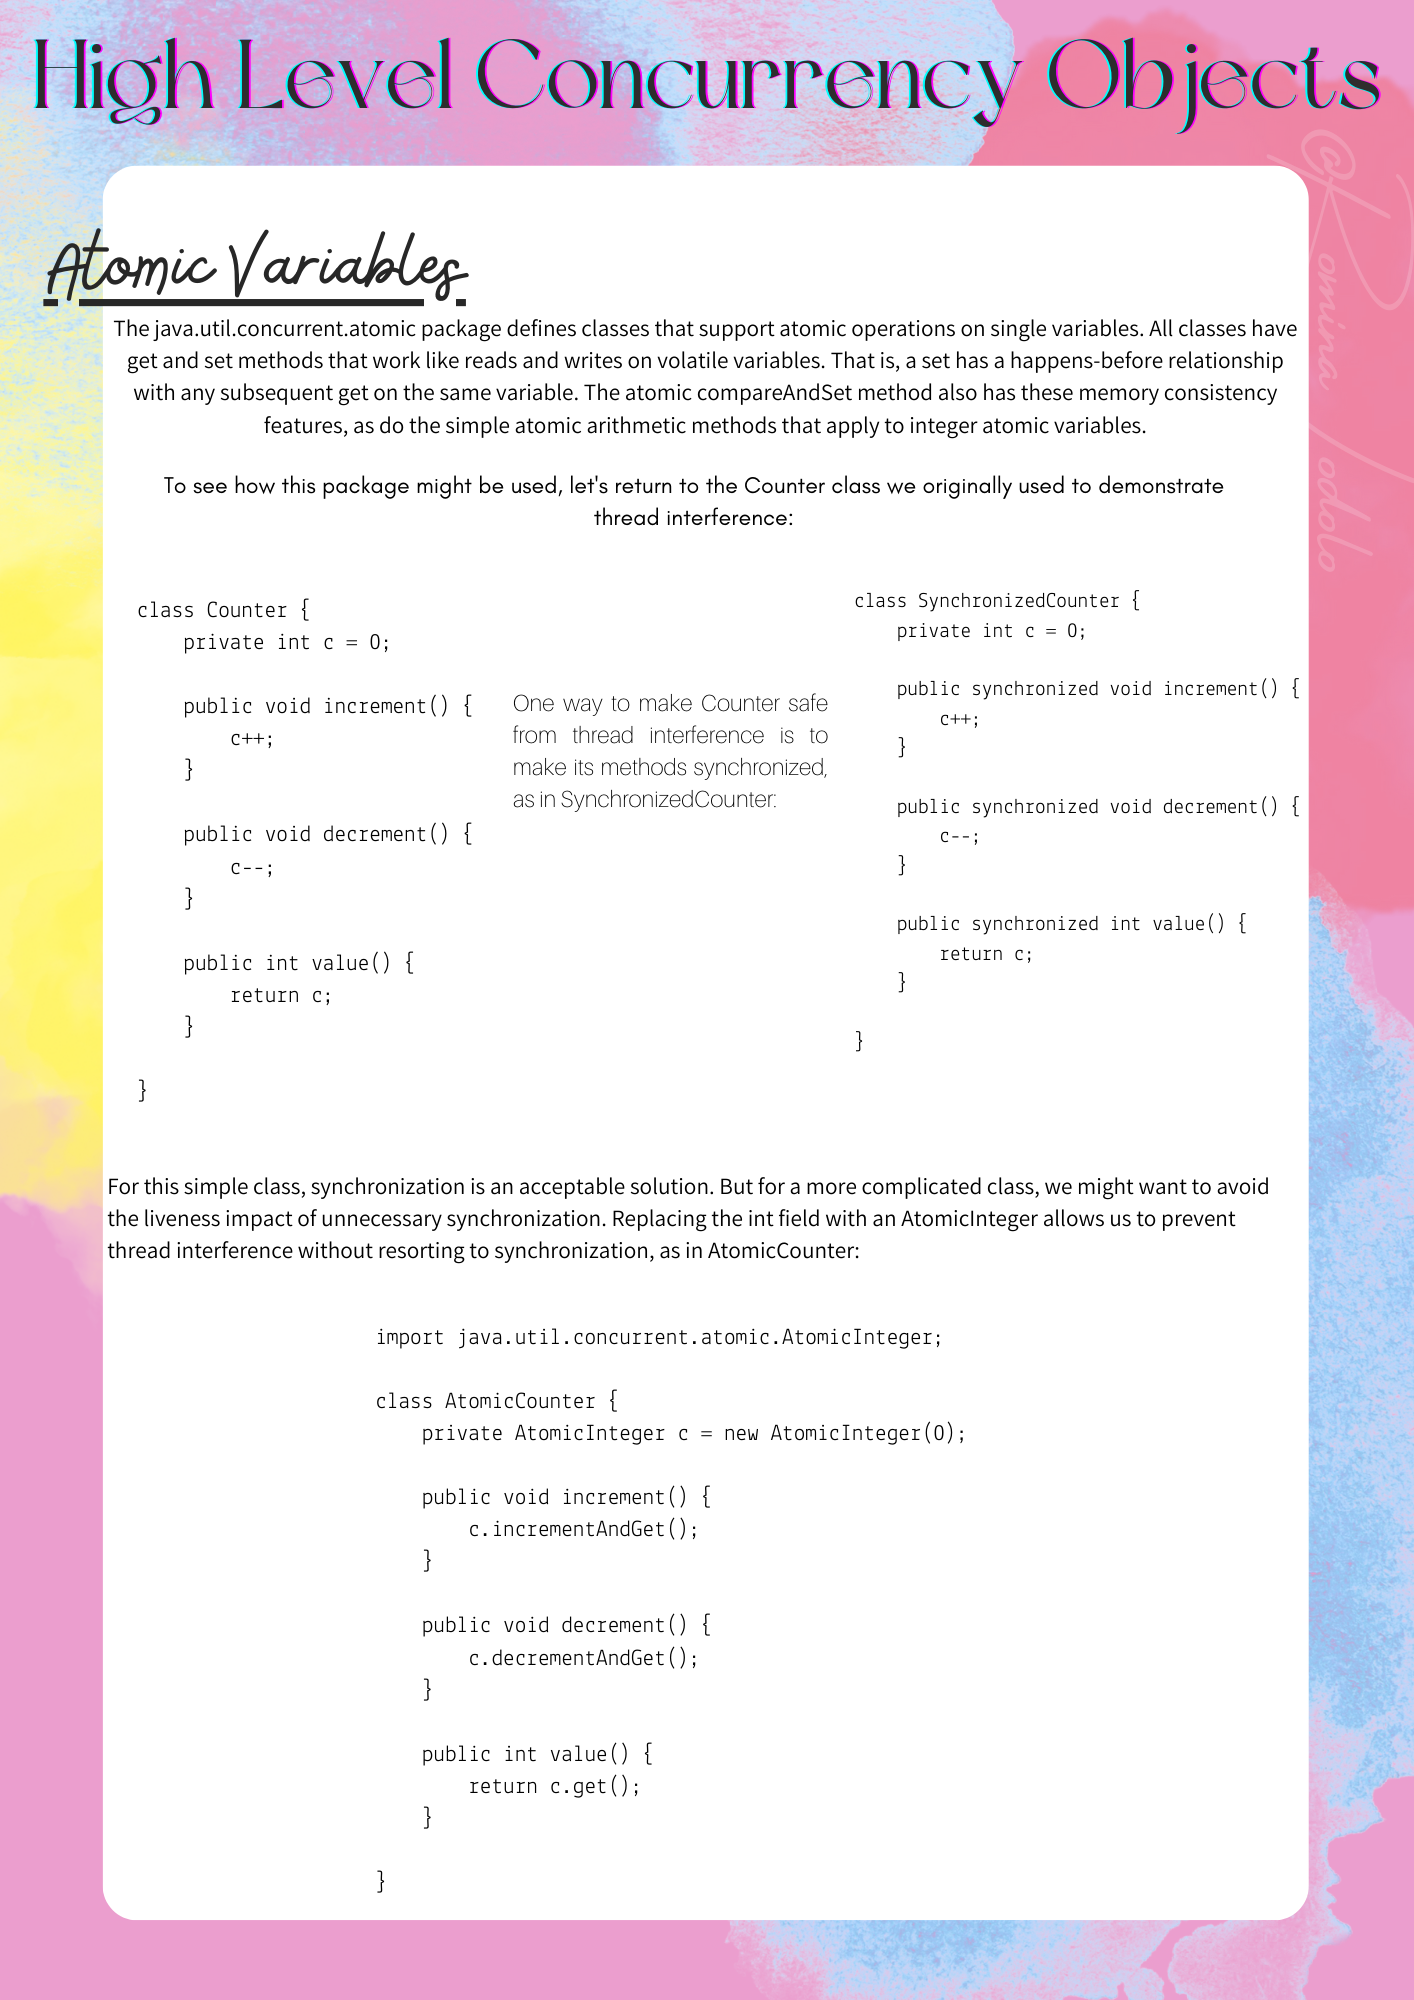 High Level Concurrency Objects
@Romina Iodolo
Atomic Variables
The java.util.concurrent.atomic package defines classes that support atomic operations on single variables. All classes have
get and set methods that work like reads and writes on volatile variables. That is, a set has a happens-before relationship
with any subsequent get on the same variable. The atomic compareAndSet method also has these memory consistency
features, as do the simple atomic arithmetic methods that apply to integer atomic variables.
To see how this package might be used, let's return to the Counter class we originally used to demonstrate
thread interference:
class Counter {
    private int c = 0;
    public void increment() {
        c++;
    }
    public void decrement() {
        c--;
    }
    public int value() {
        return c;
    }
}
One way to make Counter safe
from thread interference is to
make its methods synchronized,
as in SynchronizedCounter:
class SynchronizedCounter {
    private int c = 0;
    public synchronized void increment() {
        c++;
    }
    public synchronized void decrement() {
        c--;
    }
    public synchronized int value() {
        return c;
    }
}
For this simple class, synchronization is an acceptable solution. But for a more complicated class, we might want to avoid
the liveness impact of unnecessary synchronization. Replacing the int field with an AtomicInteger allows us to prevent
thread interference without resorting to synchronization, as in AtomicCounter:
import java.util.concurrent.atomic.AtomicInteger;
class AtomicCounter {
    private AtomicInteger c = new AtomicInteger(0);
    public void increment() {
        c.incrementAndGet();
    }
    public void decrement() {
        c.decrementAndGet();
    }
    public int value() {
        return c.get();
    }
}